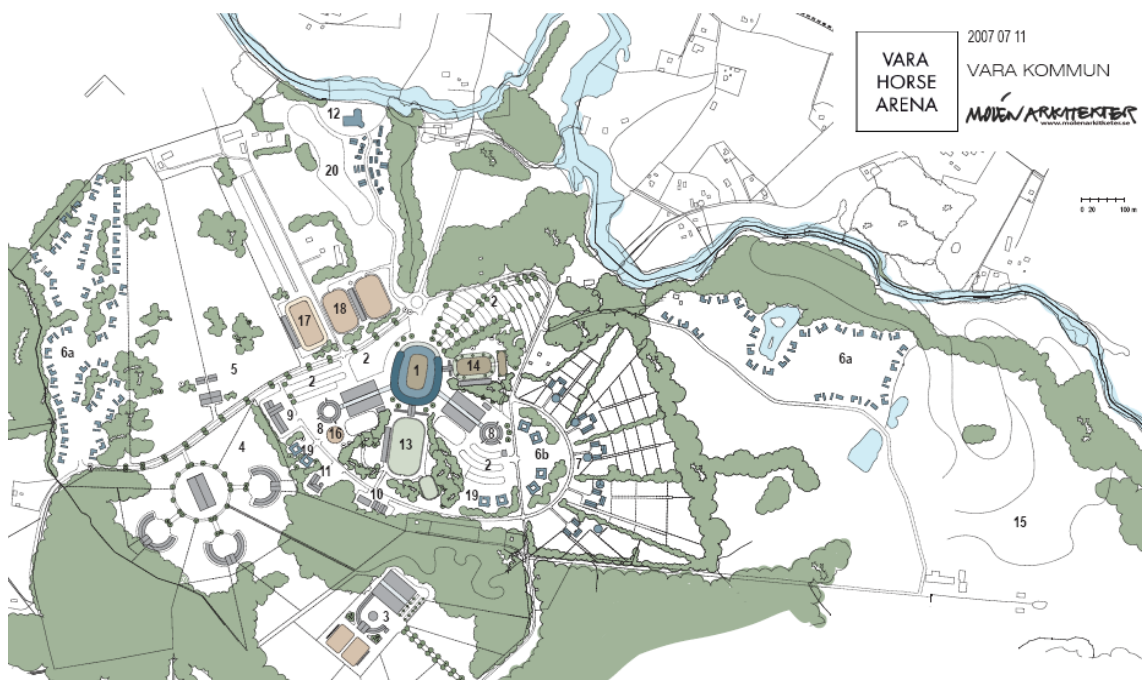 VARA
HORSE
ARENA
2007 07 11
VARA KOMMUN
MOLÉN ARKITEKTER
www.molenarkitekter.se
0 20 100 m
12
20
2
17
18
2
6a
5
2
1
14
6a
9
8
16
8
13
4
19
6b
7
2
11
10
19
15
3